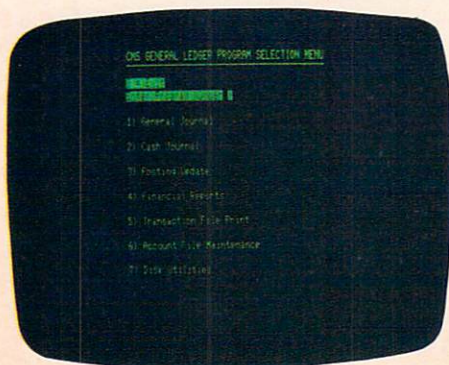 CMS GENERAL LEDGER PROGRAM SELECTION MENU
1) General Journal
2) Cash Journal
3) Posting Update
4) Financial Reports
5) Transaction File Print
6) Account File Maintenance
7) Disk Utilities